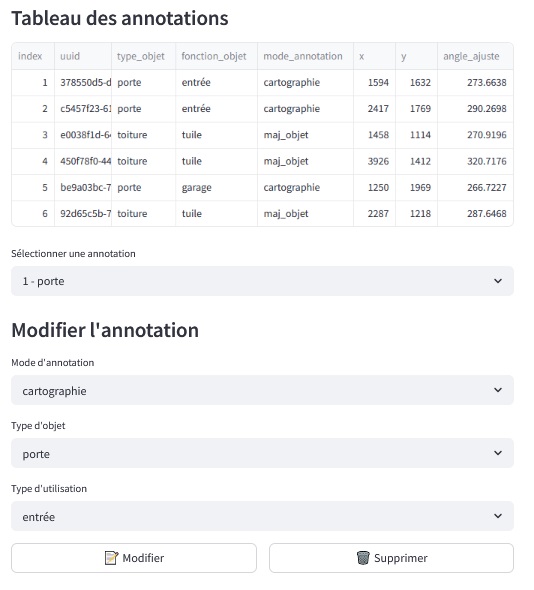 Tableau des annotations
index uuid type_objet fonction_objet mode_annotation x y angle_ajuste
1 378550d5-d porte entrée cartographie 1594 1632 273.6638
2 c5457f23-61 porte entrée cartographie 2417 1769 290.2698
3 e0038f1d-64 toiture tuile maj_objet 1458 1114 270.9196
4 450f78f0-44 toiture tuile maj_objet 3926 1412 320.7176
5 be9a03bc-7 porte garage cartographie 1250 1969 266.7227
6 92d65c5b-7 toiture tuile maj_objet 2287 1218 287.6468
Sélectionner une annotation
1 - porte
Modifier l'annotation
Mode d'annotation
cartographie
Type d'objet
porte
Type d'utilisation
entrée
Modifier Supprimer